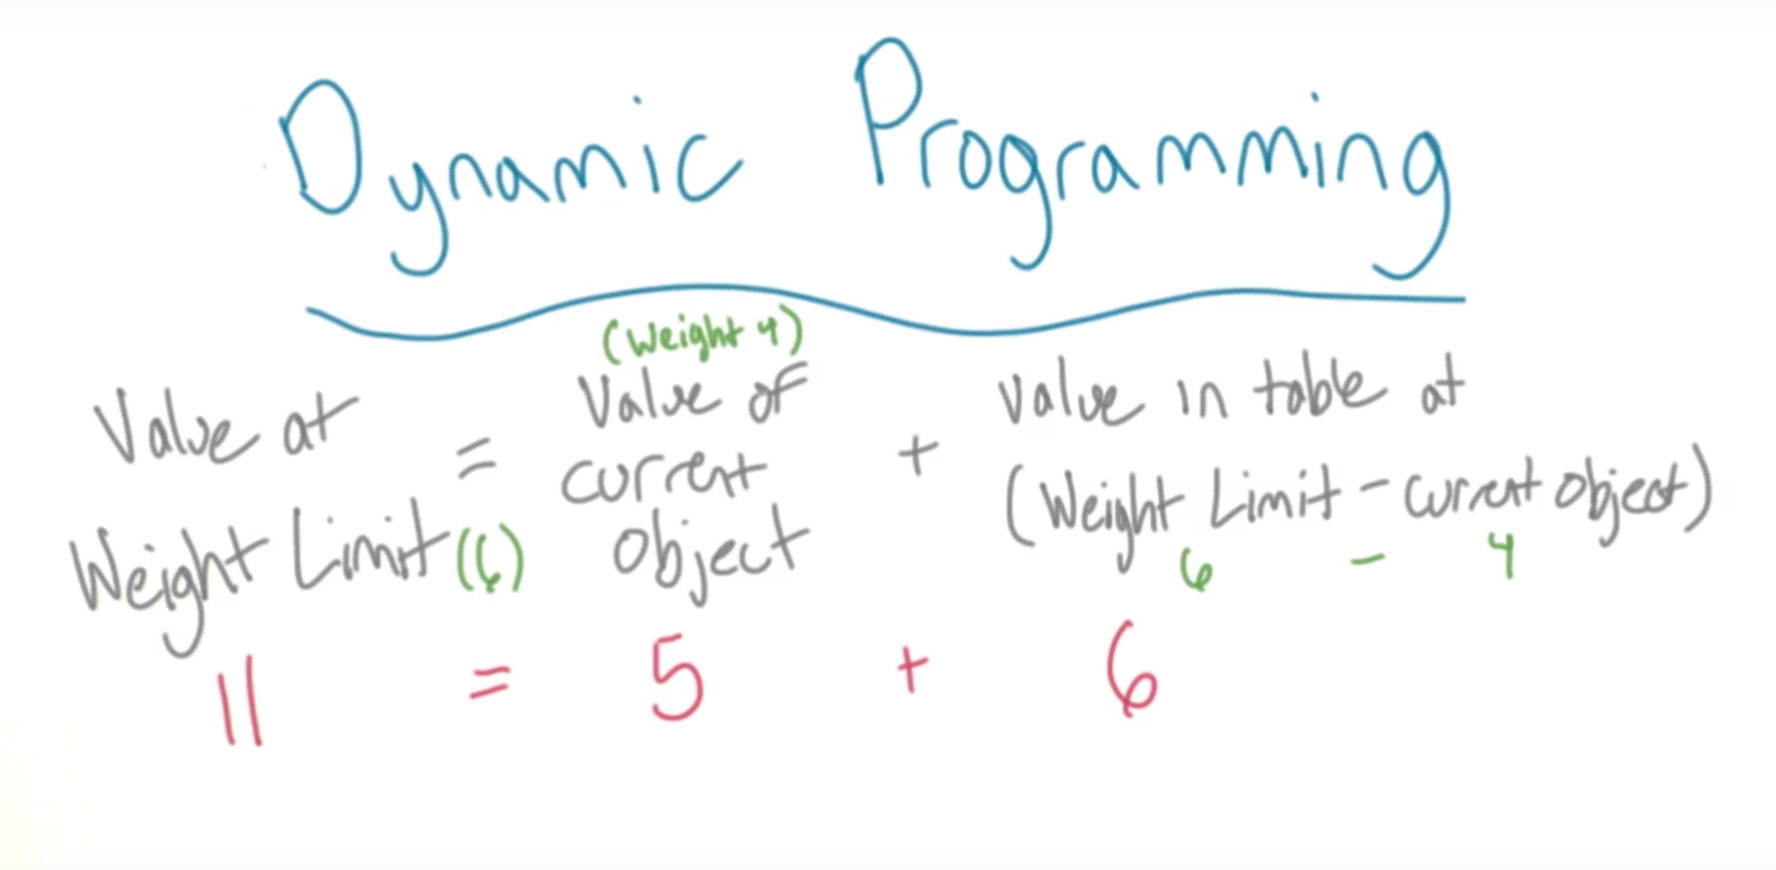 Dynamic Programming
(Weight 4)
Value at
Weight Limit (6)
=
Value of
current
object
+
Value in table at
(Weight Limit - current object)
6 - 4
11 = 5 + 6